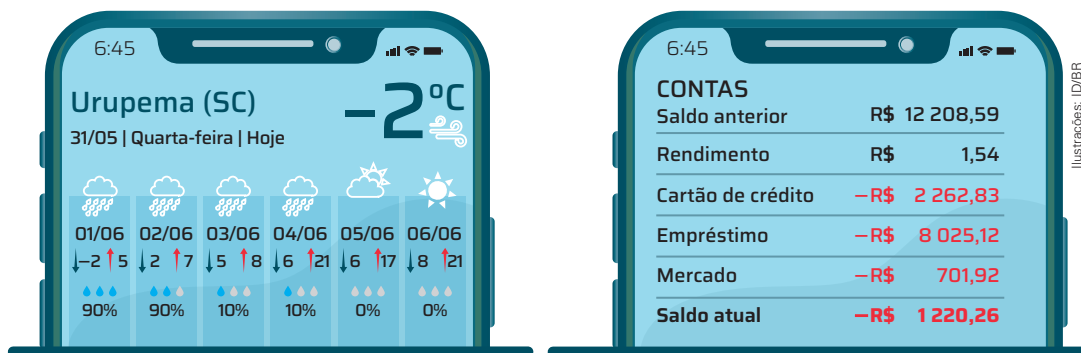 6:45
Urupema (SC)
–2 °C
31/05 | Quarta-feira | Hoje
01/06 02/06 03/06 04/06 05/06 06/06
–2 5 2 7 5 8 6 21 6 17 8 21
90% 90% 10% 10% 0% 0%
6:45
CONTAS
Saldo anterior R$ 12 208,59
Rendimento R$ 1,54
Cartão de crédito –R$ 2 262,83
Empréstimo –R$ 8 025,12
Mercado –R$ 701,92
Saldo atual –R$ 1 220,26
Ilustrações: ID/BR